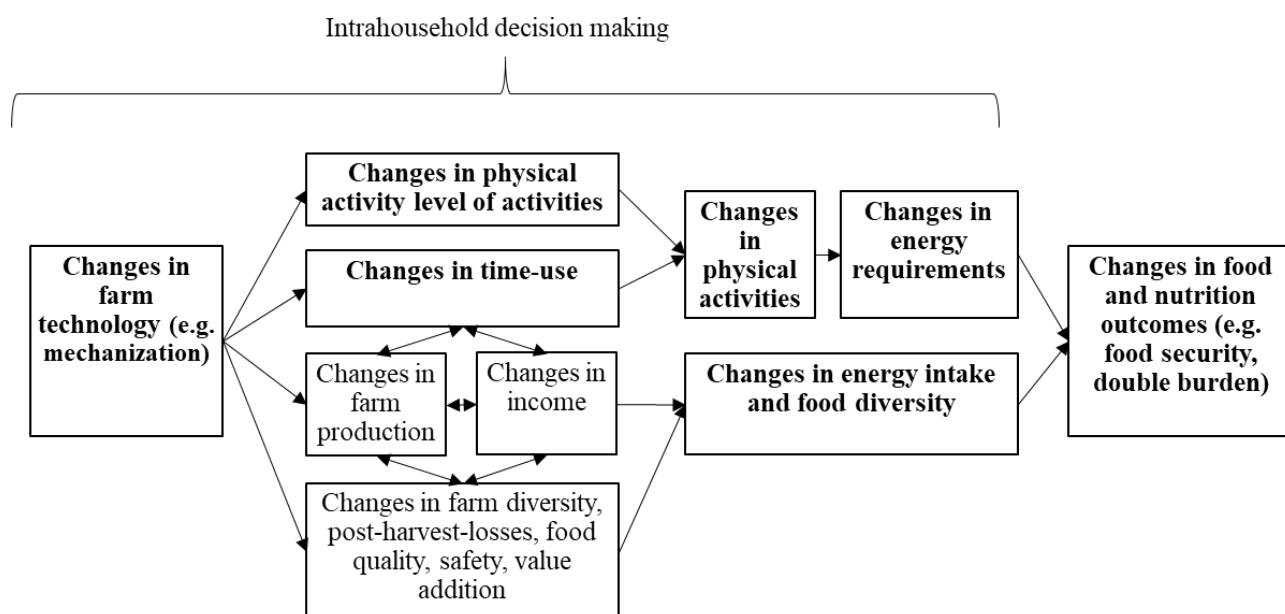 Intrahousehold decision making
Changes in physical
activity level of activities
Changes in time-use
Changes in
farm
technology (e.g.
mechanization)
Changes in
farm
production
Changes in
income
Changes in farm diversity,
post-harvest-losses, food
quality, safety, value
addition
Changes
in
physical
activities
Changes in
energy
requirements
Changes in energy intake
and food diversity
Changes in food
and nutrition
outcomes (e.g.
food security,
double burden)